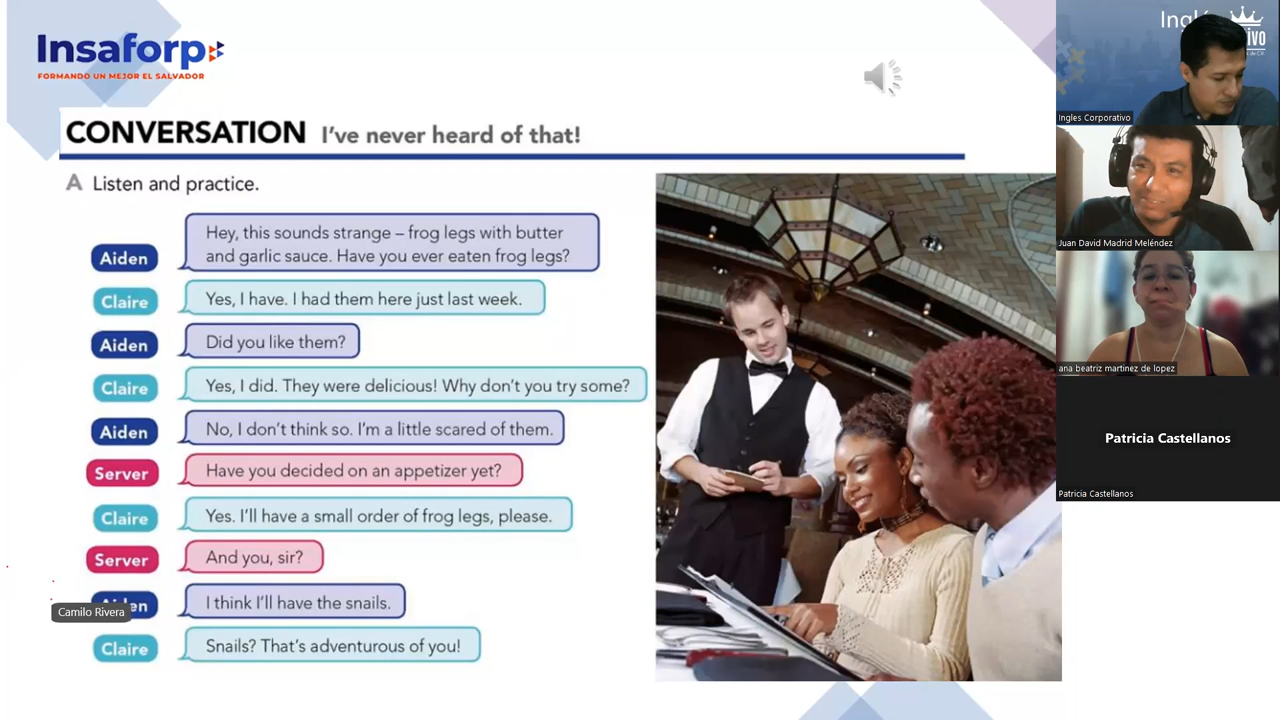 Insaforp
FORMANDO UN MEJOR EL SALVADOR
CONVERSATION I've never heard of that!
A Listen and practice.
Aiden
Hey, this sounds strange – frog legs with butter
and garlic sauce. Have you ever eaten frog legs?
Claire
Yes, I have. I had them here just last week.
Aiden
Did you like them?
Claire
Yes, I did. They were delicious! Why don't you try some?
Aiden
No, I don't think so. I'm a little scared of them.
Server
Have you decided on an appetizer yet?
Claire
Yes. I'll have a small order of frog legs, please.
Server
And you, sir?
Camilo Rivera
I think I'll have the snails.
Claire
Snails? That's adventurous of you!
Ingles Corporativo
Juan David Madrid Meléndez
ana beatriz martinez de lopez
Patricia Castellanos
Patricia Castellanos